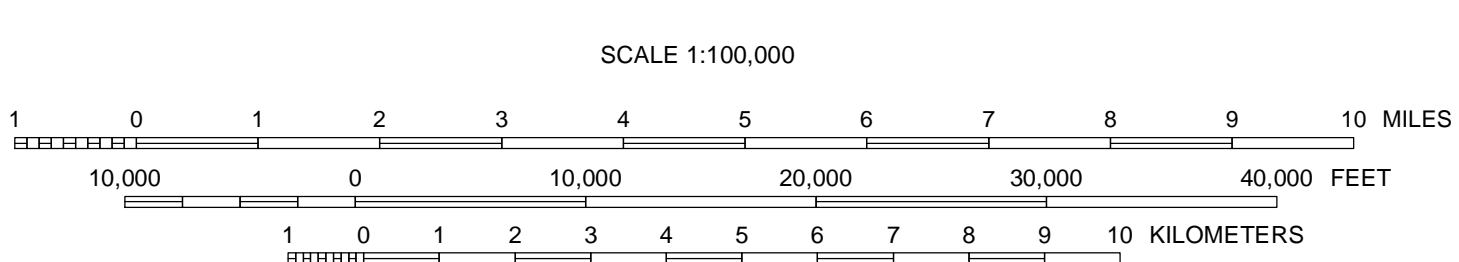 SCALE 1:100,000
1 0 1 2 3 4 5 6 7 8 9 10 MILES
10,000 0 10,000 20,000 30,000 40,000 FEET
1 0 1 2 3 4 5 6 7 8 9 10 KILOMETERS